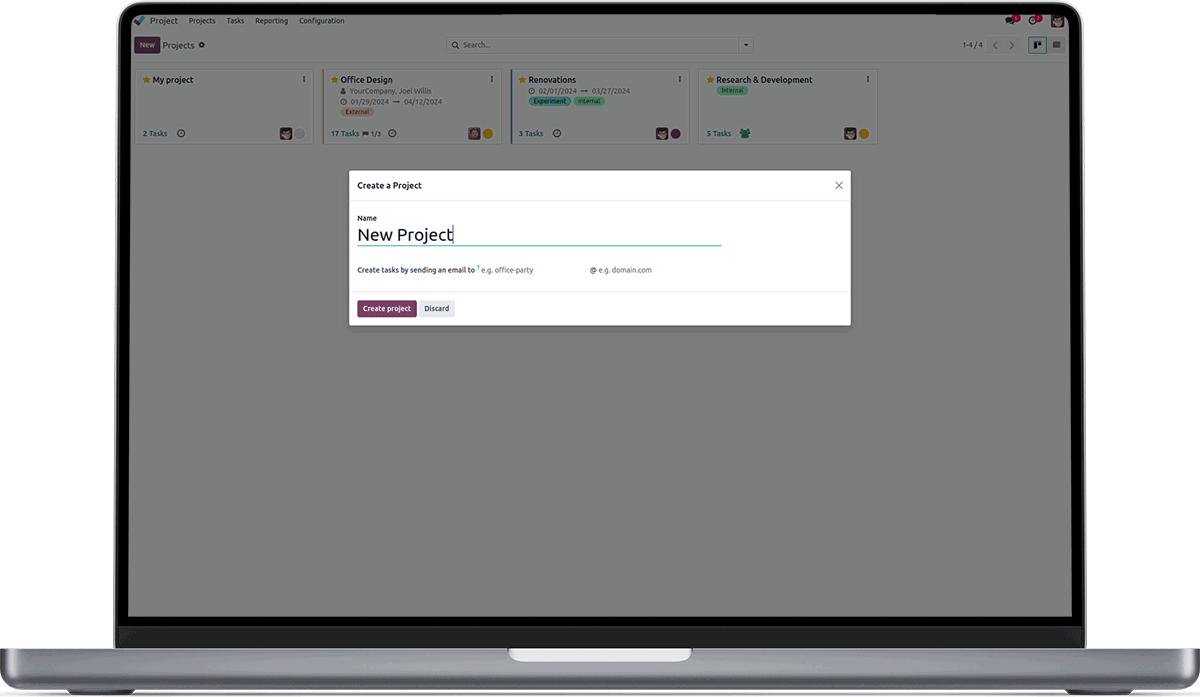 Project Projects Tasks Reporting Configuration
New Projects Search... 1-4 / 4
My project
2 Tasks
Office Design
YourCompany, Joel Willis
01/29/2024 → 04/12/2024
External
17 Tasks 1/3
Renovations
02/01/2024 → 03/27/2024
Experiment Internal
3 Tasks
Research & Development
Internal
5 Tasks
Create a Project
Name
New Project
Create tasks by sending an email to ? e.g. office-party @ e.g. domain.com
Create project Discard